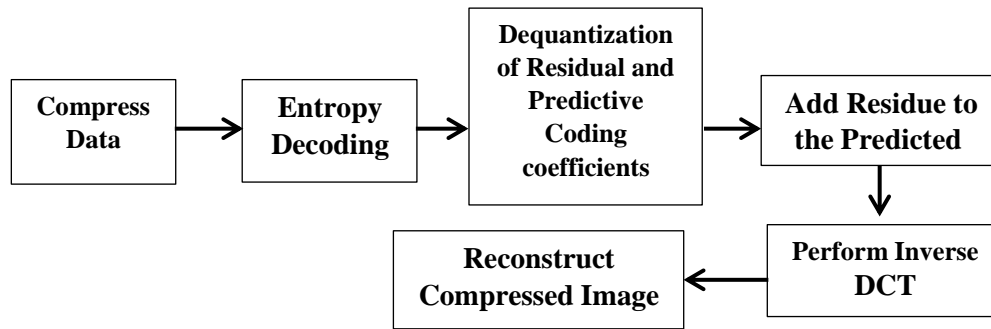 Compress
Data
Entropy
Decoding
Dequantization
of Residual and
Predictive
Coding
coefficients
Add Residue to
the Predicted
Perform Inverse
DCT
Reconstruct
Compressed Image